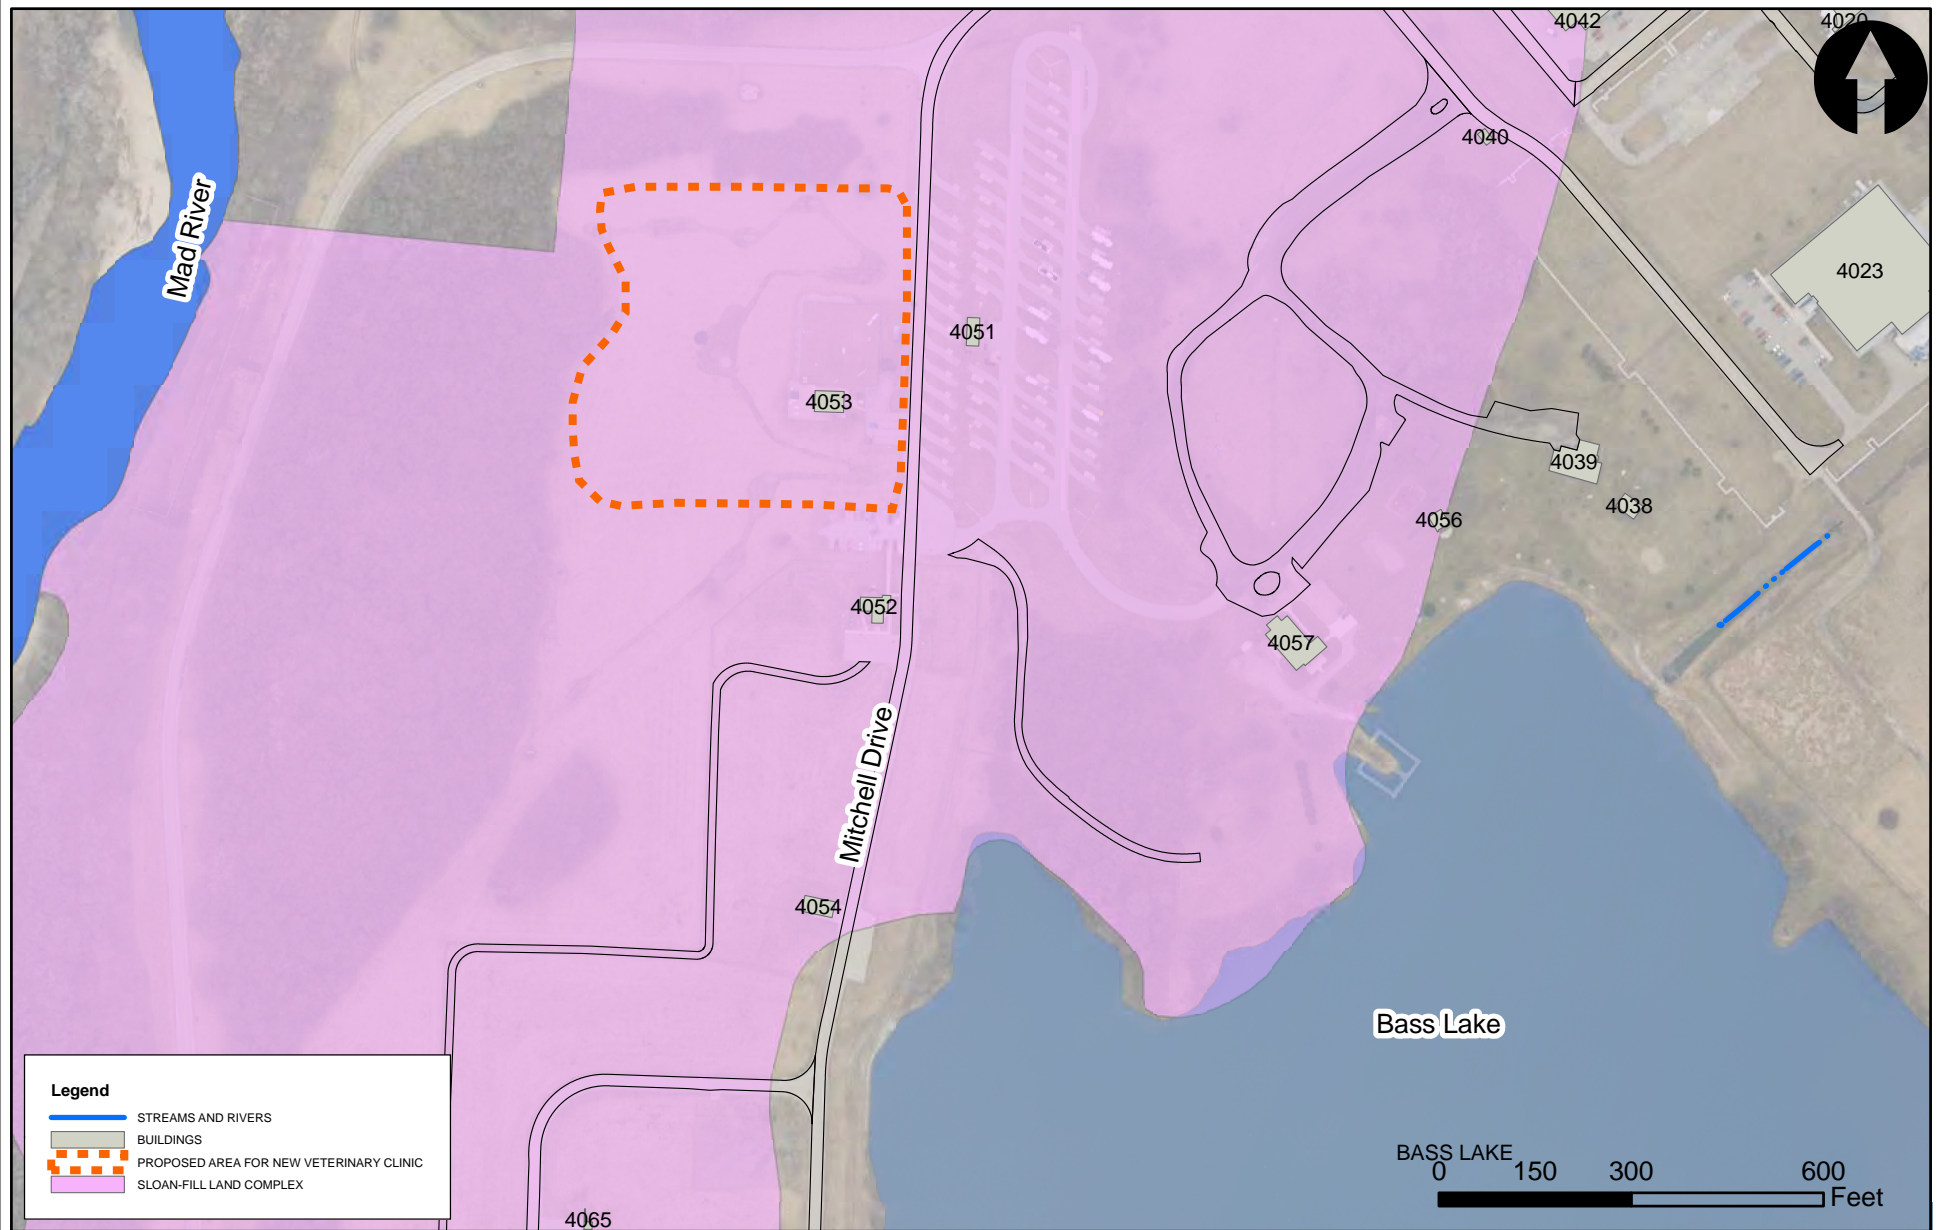 4042
4020
4040
Mad River
4023
4051
4053
4039
4038
4056
4052
4057
Mitchell Drive
4054
Bass Lake
Legend
STREAMS AND RIVERS
BUILDINGS
PROPOSED AREA FOR NEW VETERINARY CLINIC
SLOAN-FILL LAND COMPLEX
BASS LAKE
0 150 300 600
Feet
4065